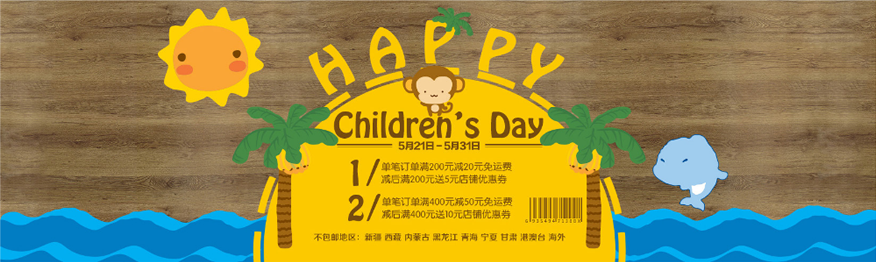 HAPPY
Children's Day
5月21日-5月31日
1/ 单笔订单满200元减20元免运费
减后满200元送5元店铺优惠券
2/ 单笔订单满400元减50元免运费
减后满400元送10元店铺优惠券
不包邮地区： 新疆 西藏 内蒙古 黑龙江 青海 宁夏 甘肃 港澳台 海外